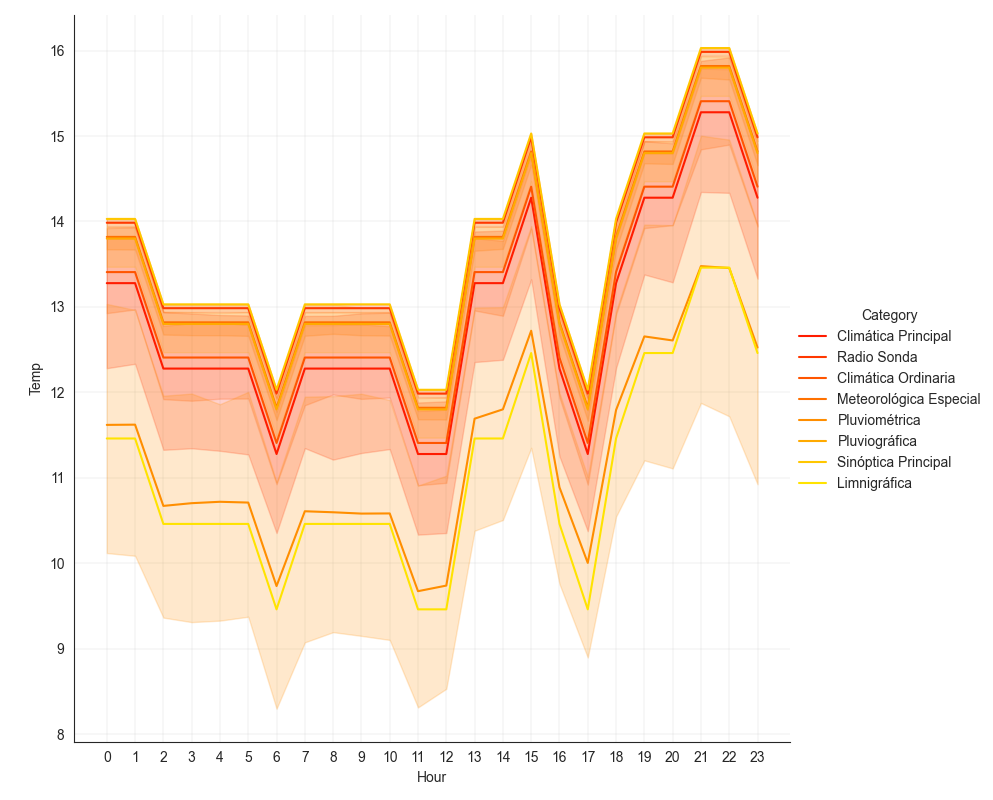 16
15
14
13
12
11
10
9
8
Temp
0 1 2 3 4 5 6 7 8 9 10 11 12 13 14 15 16 17 18 19 20 21 22 23
Hour
Category
Climática Principal
Radio Sonda
Climática Ordinaria
Meteorológica Especial
Pluviométrica
Pluviográfica
Sinóptica Principal
Limnigráfica